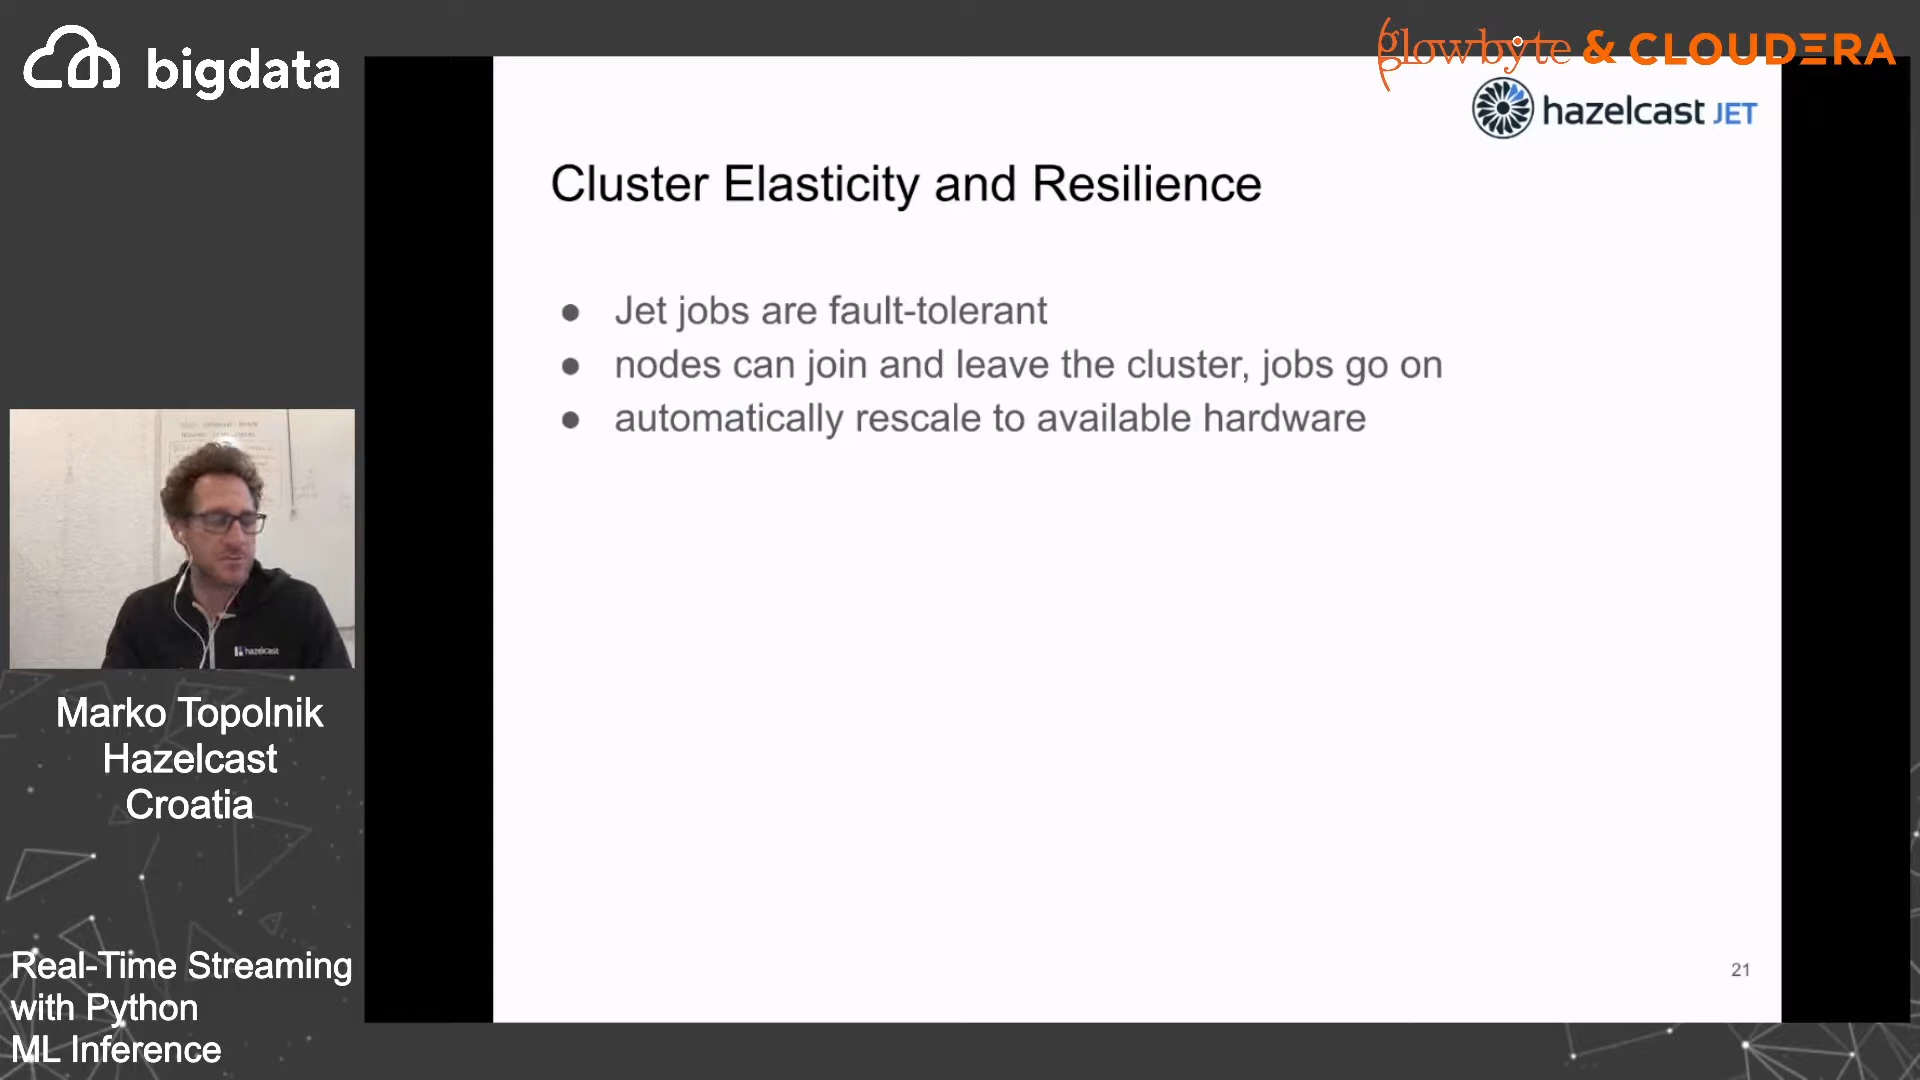 bigdata
glowbyte & CLOUDERA
hazelcast JET
Cluster Elasticity and Resilience
● Jet jobs are fault-tolerant
● nodes can join and leave the cluster, jobs go on
● automatically rescale to available hardware
hazelcast
Marko Topolnik
Hazelcast
Croatia
Real-Time Streaming
with Python
ML Inference
21